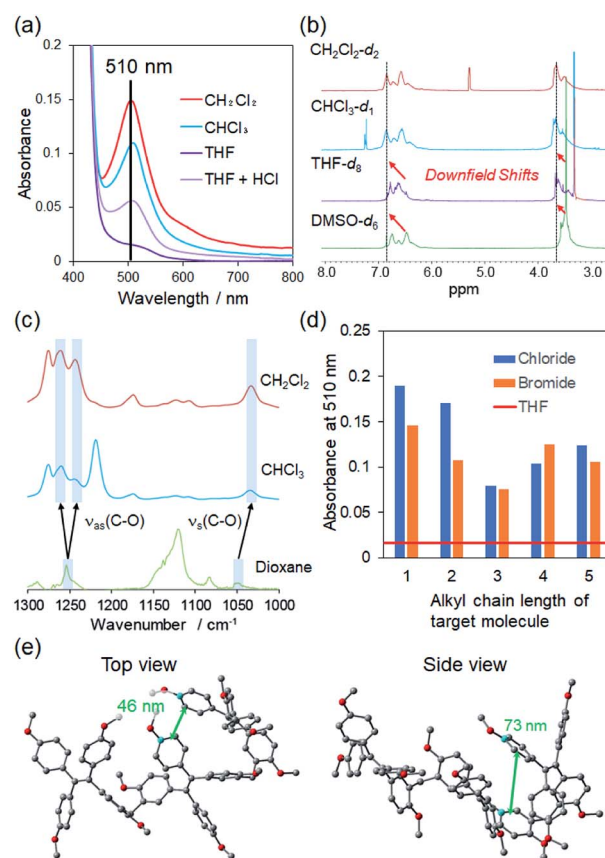 (a)
0.2
0.15
0.1
0.05
0
Absorbance
510 nm
CH₂Cl₂
CHCl₃
THF
THF + HCl
400 500 600 700 800
Wavelength / nm
(b)
CH₂Cl₂-d₂
CHCl₃-d₁
THF-d₈
Downfield Shifts
DMSO-d₆
8.0 7.0 6.0 5.0 4.0
ppm
(c)
CH₂Cl₂
CHCl₃
νas(C-O)
νs(C-O)
Dioxane
1300 1250 1200 1150 1100 1050 1000
Wavenumber / cm⁻¹
(d)
0.25
0.2
0.15
0.1
0.05
0
Absorbance at 510 nm
Chloride
Bromide
THF
1 2 3 4 5
Alkyl chain length of
target molecule
(e)
Top view
Side view
46 nm
73 nm